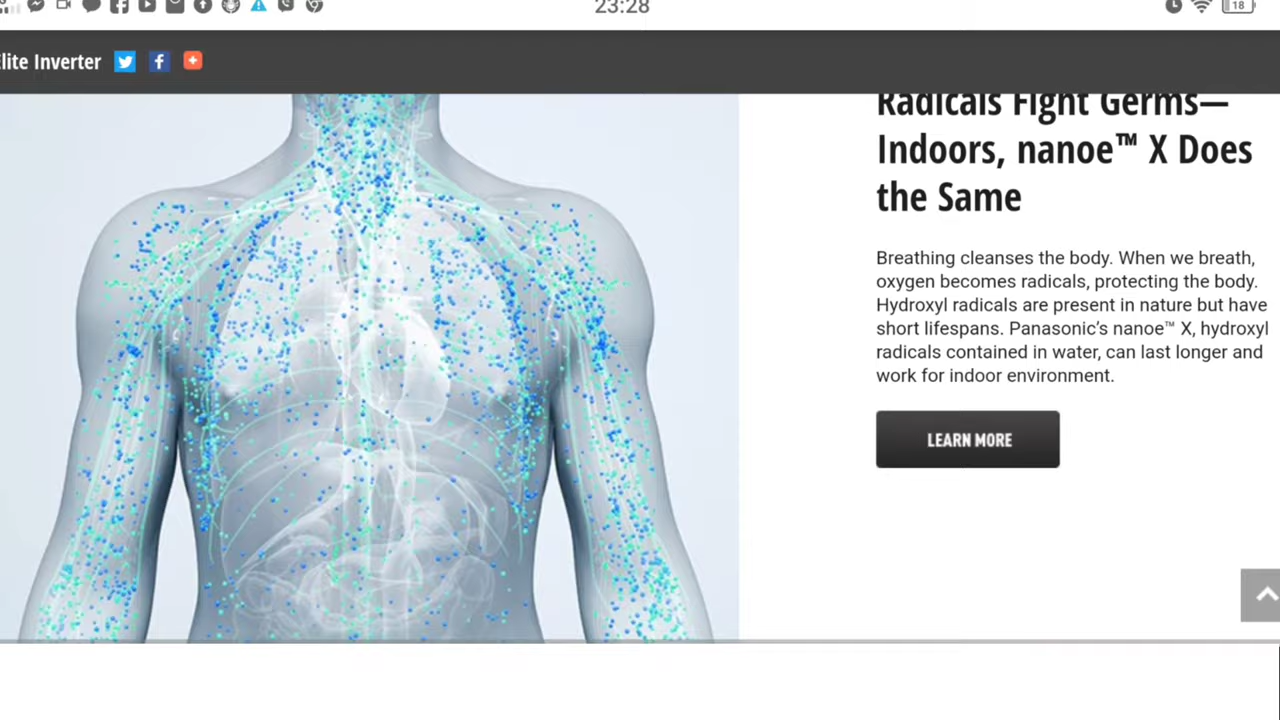 23:28
18
lite Inverter
Radicals Fight Germs—
Indoors, nanoe™ X Does
the Same
Breathing cleanses the body. When we breath,
oxygen becomes radicals, protecting the body.
Hydroxyl radicals are present in nature but have
short lifespans. Panasonic's nanoe™ X, hydroxyl
radicals contained in water, can last longer and
work for indoor environment.
LEARN MORE